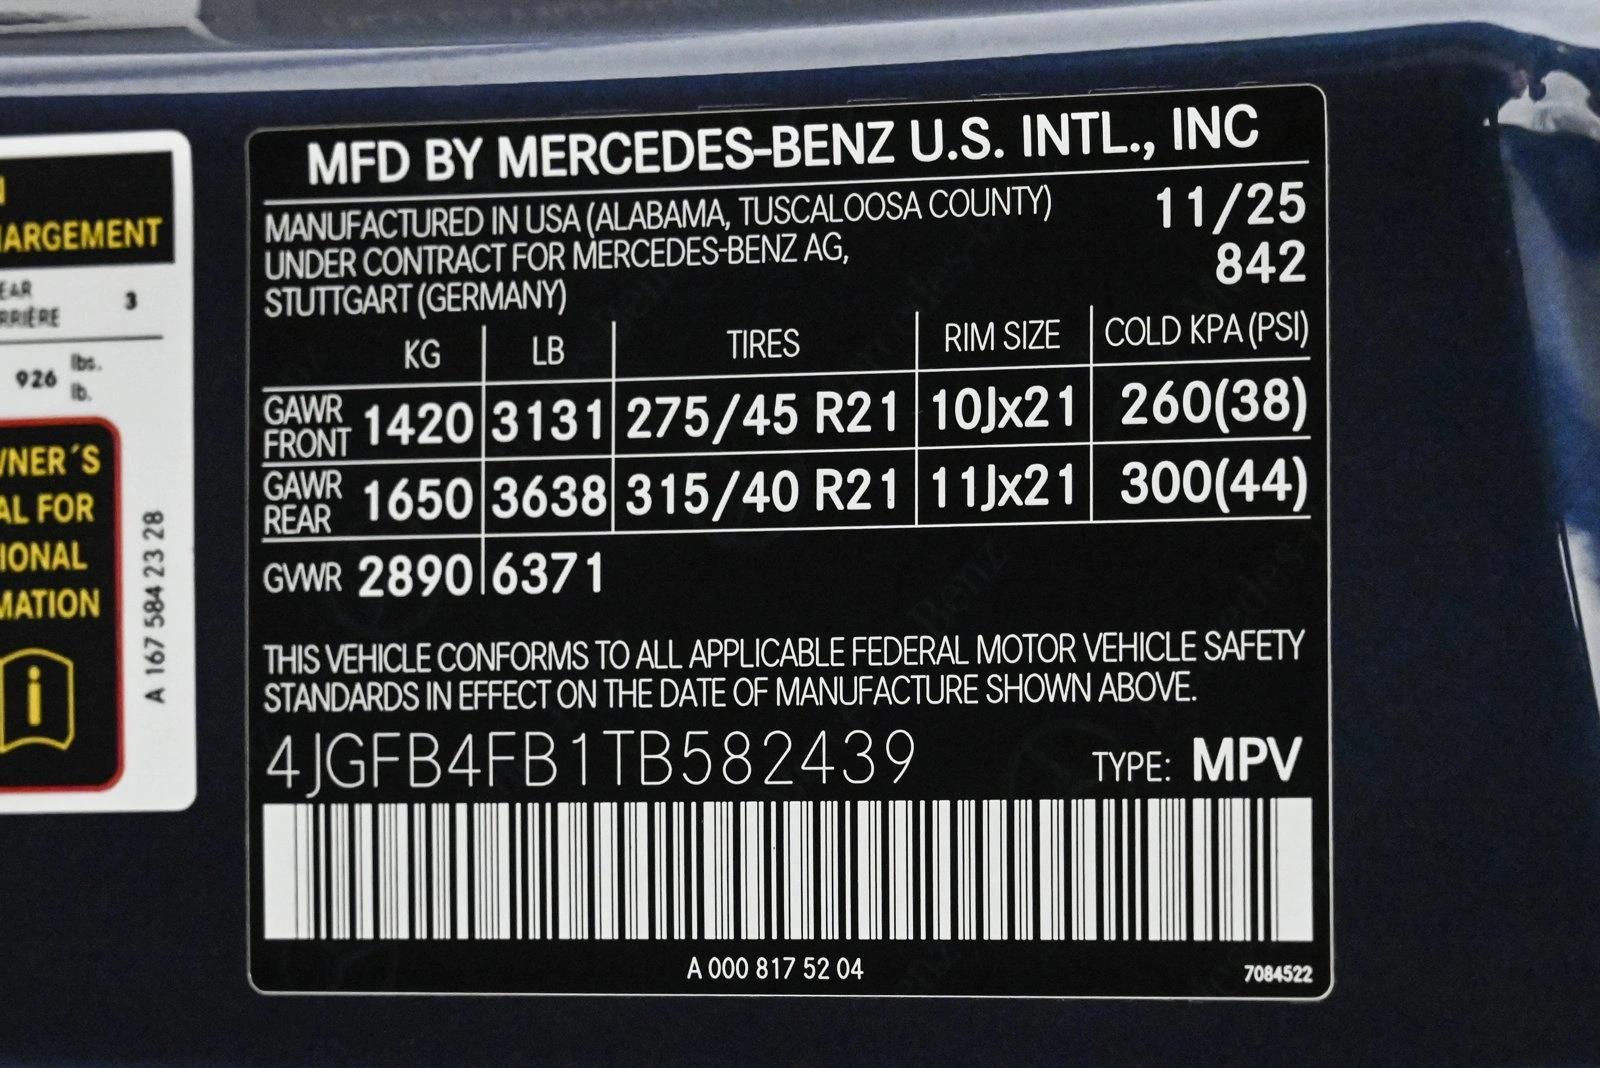 ARGEMENT
3
926 lbs.
lb.
AL FOR
A 167 584 23 28
MFD BY MERCEDES-BENZ U.S. INTL., INC
MANUFACTURED IN USA (ALABAMA, TUSCALOOSA COUNTY) 11/25
UNDER CONTRACT FOR MERCEDES-BENZ AG, 842
STUTTGART (GERMANY)
KG LB TIRES RIM SIZE COLD KPA (PSI)
GAWR FRONT 1420 3131 275/45 R21 10Jx21 260(38)
GAWR REAR 1650 3638 315/40 R21 11Jx21 300(44)
GVWR 2890 6371
THIS VEHICLE CONFORMS TO ALL APPLICABLE FEDERAL MOTOR VEHICLE SAFETY
STANDARDS IN EFFECT ON THE DATE OF MANUFACTURE SHOWN ABOVE.
4JGFB4FB1TB582439 TYPE: MPV
A 000 817 52 04 7084522